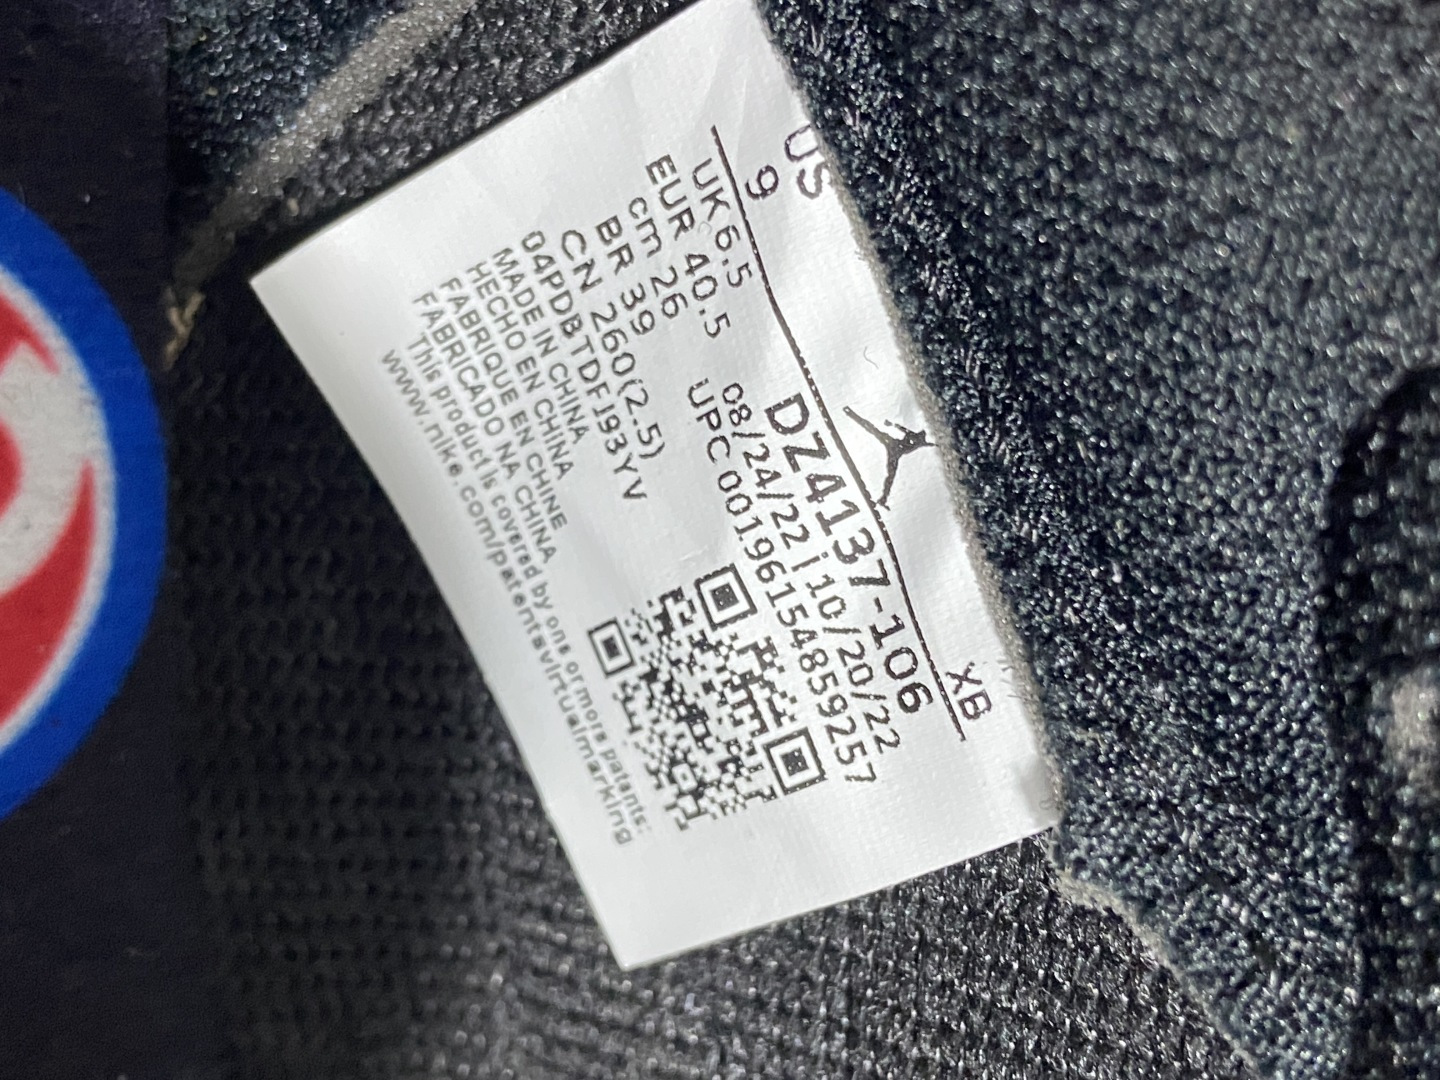 US
9
XB
UK 6.5
EUR 40.5
cm 26
BR 39
CN 260(2.5)
DZ4137-106
08/24/22 | 10/20/22
UPC 00196154859257
04PDBTDFJ93YV
MADE IN CHINA
HECHO EN CHINA
FABRIQUE EN CHINE
FABRICADO NA CHINA
This product is covered by one or more patents:
www.nike.com/patentsvirtualmarking